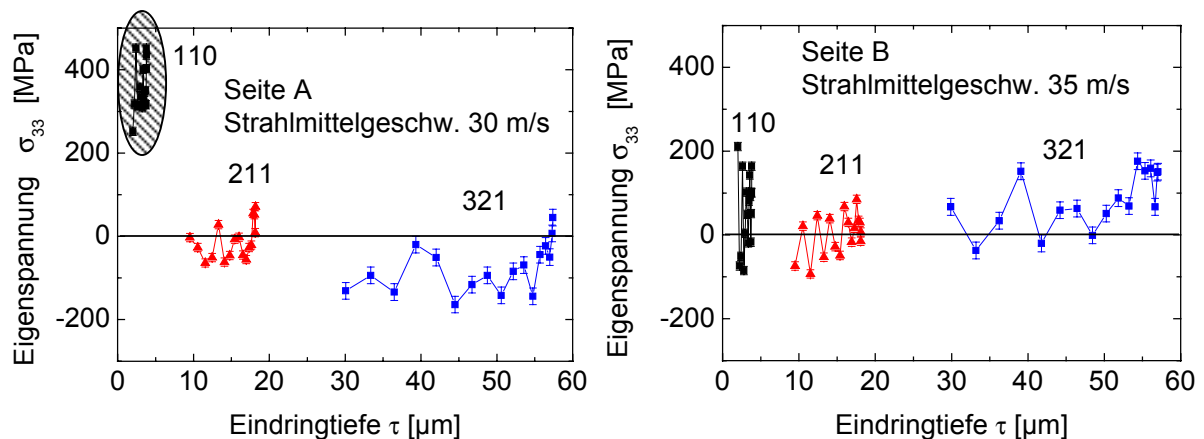 Eigenspannung σ33 [MPa]
400
200
0
-200
110
Seite A
Strahlmittelgeschw. 30 m/s
211
321
0 10 20 30 40 50 60
Eindringtiefe τ [µm]
Eigenspannung σ33 [MPa]
400
200
0
-200
Seite B
Strahlmittelgeschw. 35 m/s
110
211
321
0 10 20 30 40 50 60
Eindringtiefe τ [µm]